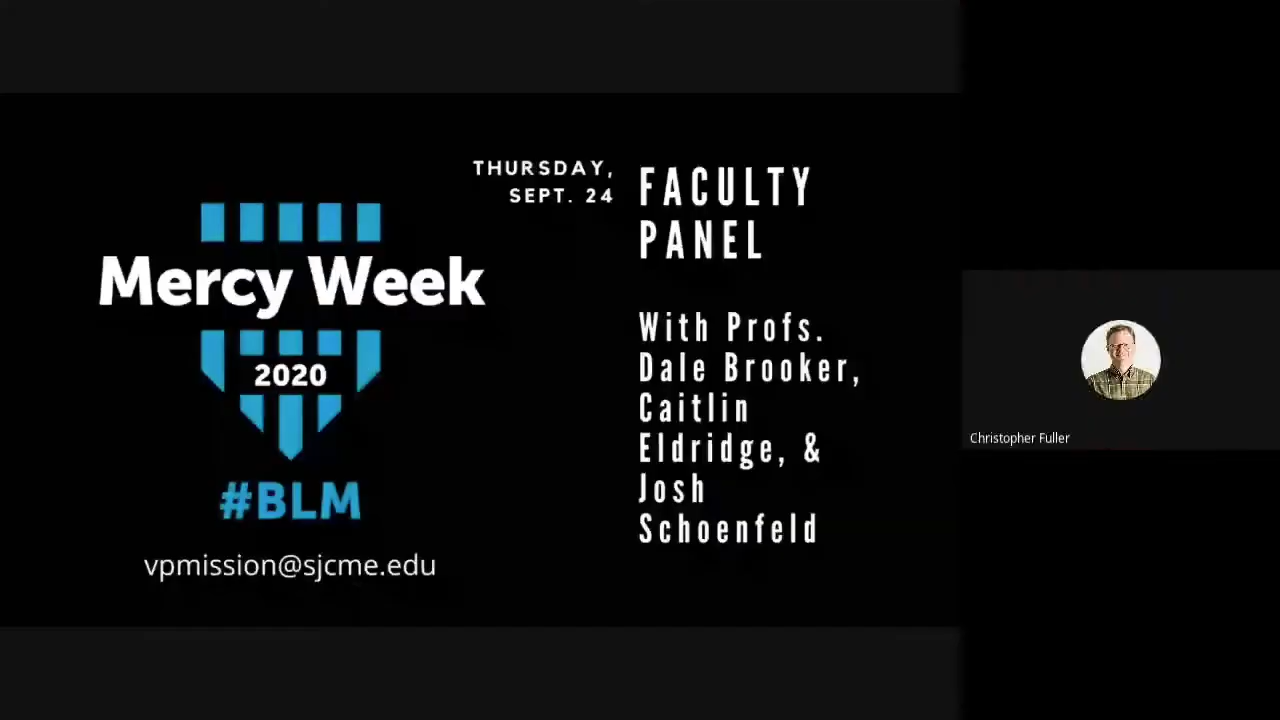 THURSDAY,
SEPT. 24
FACULTY
PANEL
Mercy Week
2020
#BLM
vpmission@sjcme.edu
With Profs.
Dale Brooker,
Caitlin
Eldridge, &
Josh
Schoenfeld
Christopher Fuller